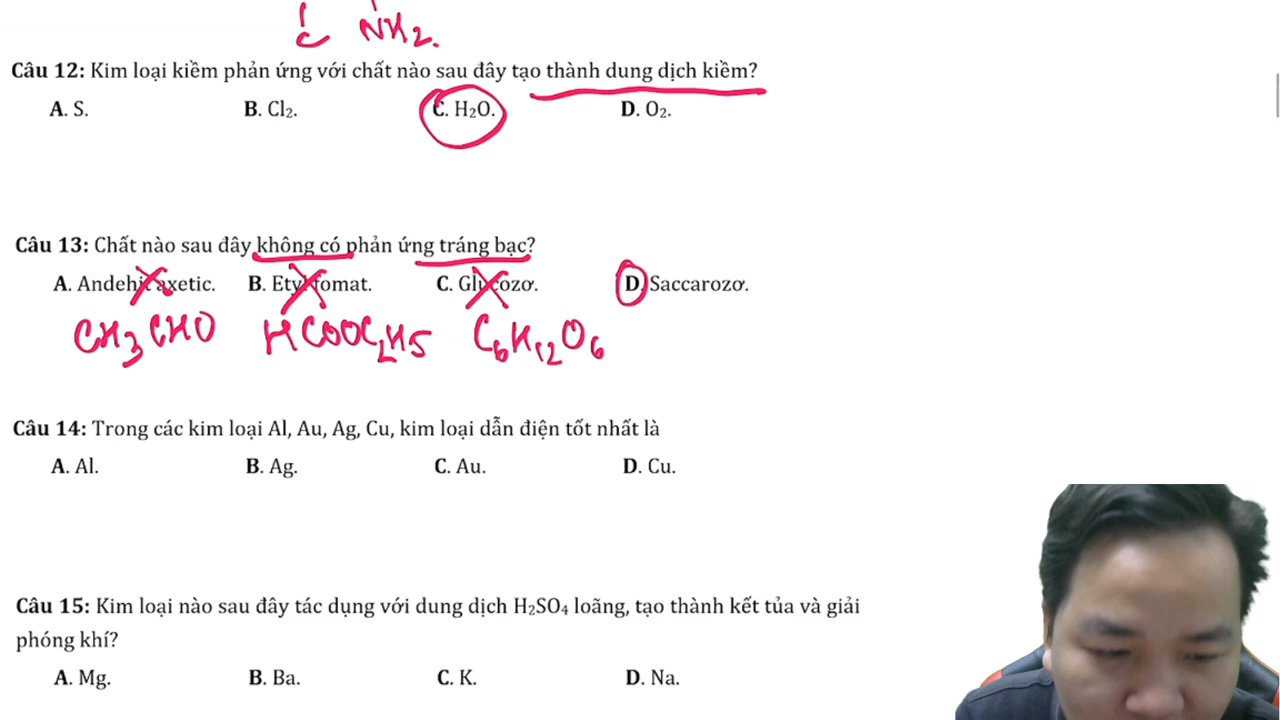 C NH2.
Câu 12: Kim loại kiềm phản ứng với chất nào sau đây tạo thành dung dịch kiềm?
A. S. B. Cl₂. C. H₂O. D. O₂.
Câu 13: Chất nào sau đây không có phản ứng tráng bạc?
A. Andehit axetic. B. Etyl fomat. C. Glucozơ. D. Saccarozơ.
CH3CHO HCOOC2H5 C6H12O6
Câu 14: Trong các kim loại Al, Au, Ag, Cu, kim loại dẫn điện tốt nhất là
A. Al. B. Ag. C. Au. D. Cu.
Câu 15: Kim loại nào sau đây tác dụng với dung dịch H₂SO₄ loãng, tạo thành kết tủa và giải
phóng khí?
A. Mg. B. Ba. C. K. D. Na.